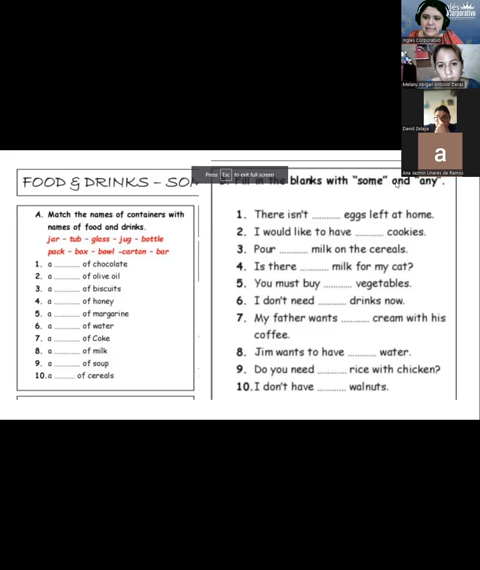 Inglés Corporativo
Inglés Corporativo
David Zelaja
a
Ana Jazmin Linares de Ramos
Press Esc to exit full screen
FOOD & DRINKS - SO
A. Match the names of containers with
names of food and drinks.
jar - tub - glass - jug - bottle
pack - box - bowl -carton - bar
1. a .......... of chocolate
2. a .......... of olive oil
3. a .......... of biscuits
4. a .......... of honey
5. a .......... of margarine
6. a .......... of water
7. a .......... of Coke
8. a .......... of milk
9. a .......... of soup
10. a ........ of cereals
Fill in the blanks with "some" and "any".
1. There isn't .......... eggs left at home.
2. I would like to have .......... cookies.
3. Pour .......... milk on the cereals.
4. Is there .......... milk for my cat?
5. You must buy .......... vegetables.
6. I don't need .......... drinks now.
7. My father wants .......... cream with his
coffee.
8. Jim wants to have .......... water.
9. Do you need .......... rice with chicken?
10. I don't have .......... walnuts.